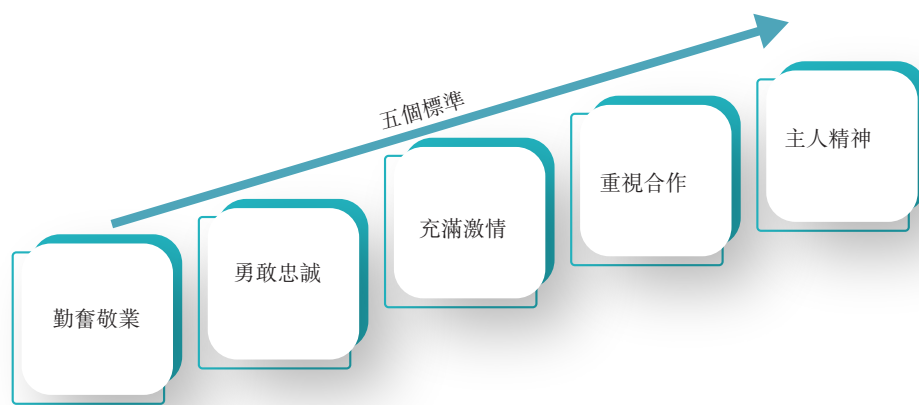 五個標準
勤奮敬業
勇敢忠誠
充滿激情
重視合作
主人精神